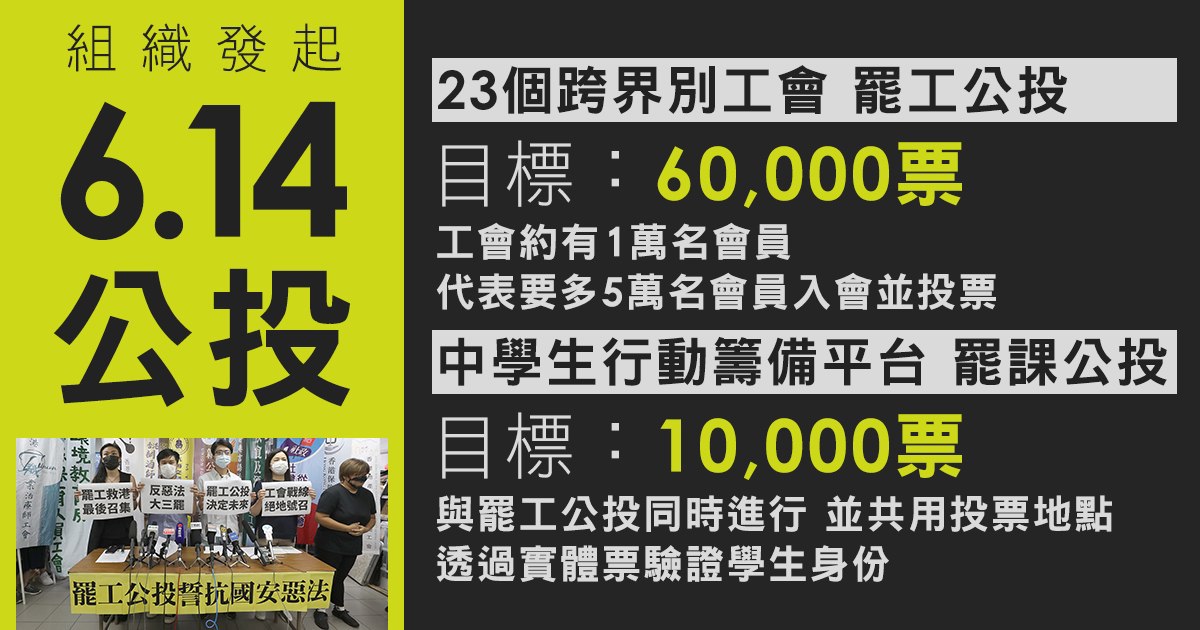 組織發起
6.14
公投
23個跨界別工會 罷工公投
目標：60,000票
工會約有1萬名會員
代表要多5萬名會員入會並投票
中學生行動籌備平台 罷課公投
目標：10,000票
與罷工公投同時進行 並共用投票地點
透過實體票驗證學生身份
罷工救港
最後召集
反惡法
大三罷
罷工公投
決定未來
工會戰線
絕地號召
罷工公投誓抗國安惡法